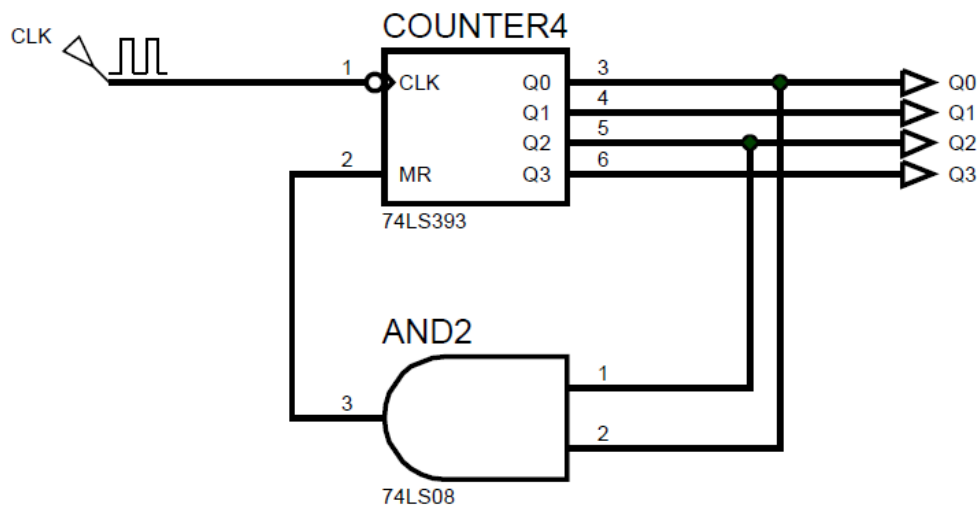 COUNTER4
CLK
1
CLK
Q0
3
Q0
Q1
4
Q1
Q2
5
Q2
2
MR
Q3
6
Q3
74LS393
AND2
1
3
2
74LS08